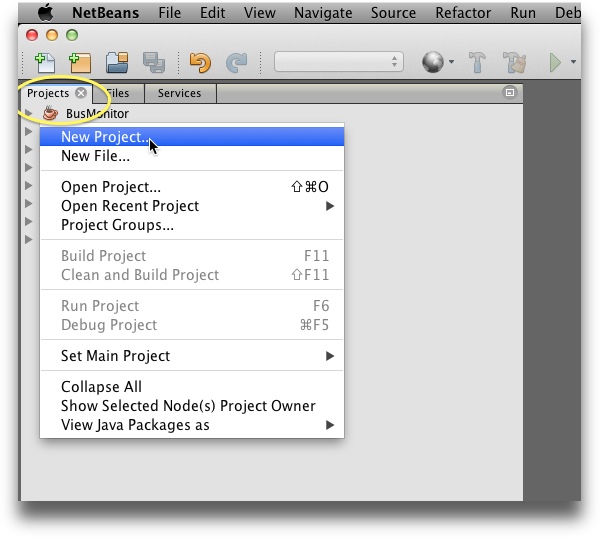 NetBeans File Edit View Navigate Source Refactor Run Deb
Projects Files Services
BusMonitor
New Project...
New File...
Open Project... ⇧⌘O
Open Recent Project
Project Groups...
Build Project F11
Clean and Build Project ⇧F11
Run Project F6
Debug Project ⌘F5
Set Main Project
Collapse All
Show Selected Node(s) Project Owner
View Java Packages as